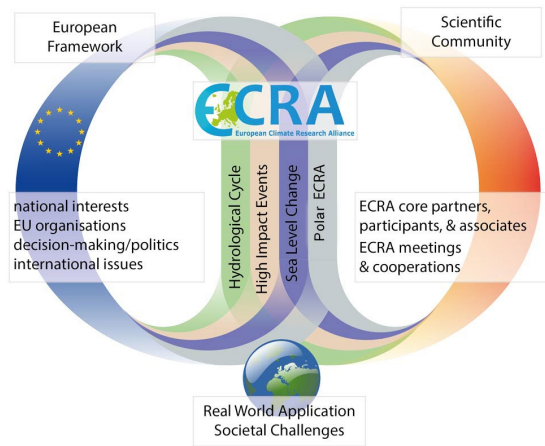 European
Framework
Scientific
Community
ECRA
European Climate Research Alliance
national interests
EU organisations
decision-making/politics
international issues
Hydrological Cycle
High Impact Events
Sea Level Change
Polar ECRA
ECRA core partners,
participants, & associates
ECRA meetings
& cooperations
Real World Application
Societal Challenges